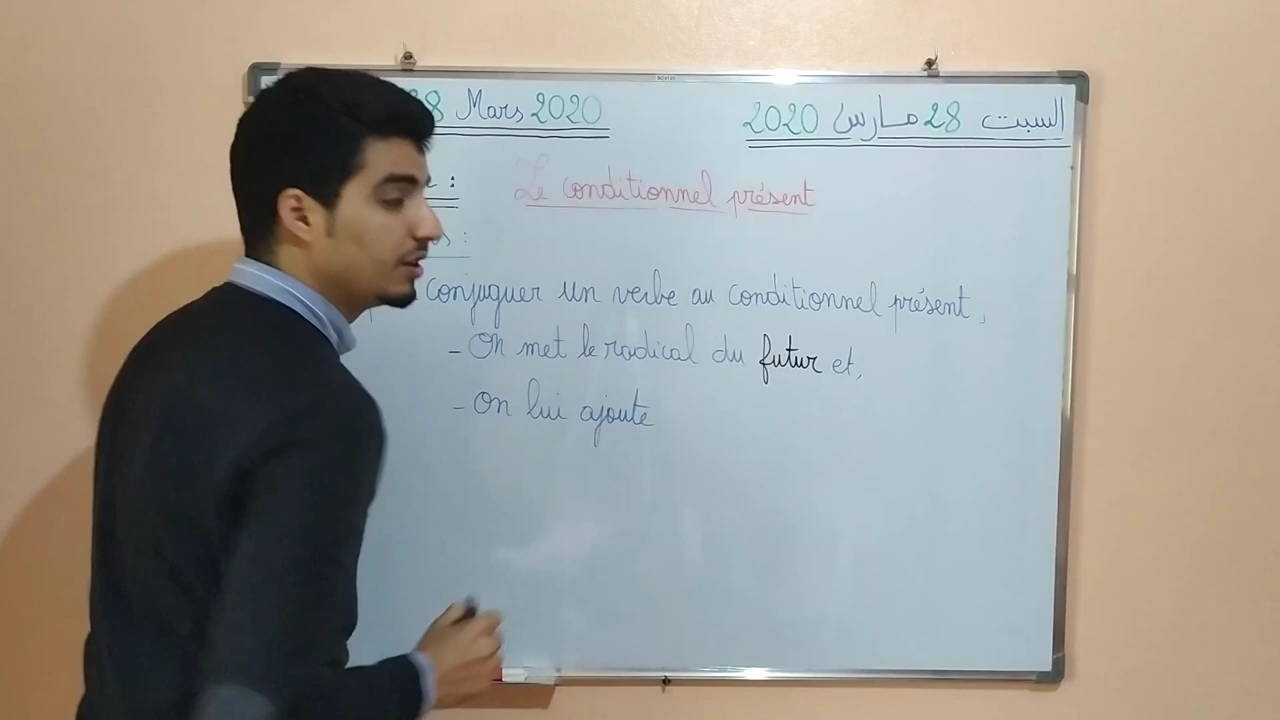 28 Mars 2020
السبت 28 مارس 2020
Le conditionnel présent
conjuguer un verbe au conditionnel présent,
- On met le radical du futur et,
- On lui ajoute